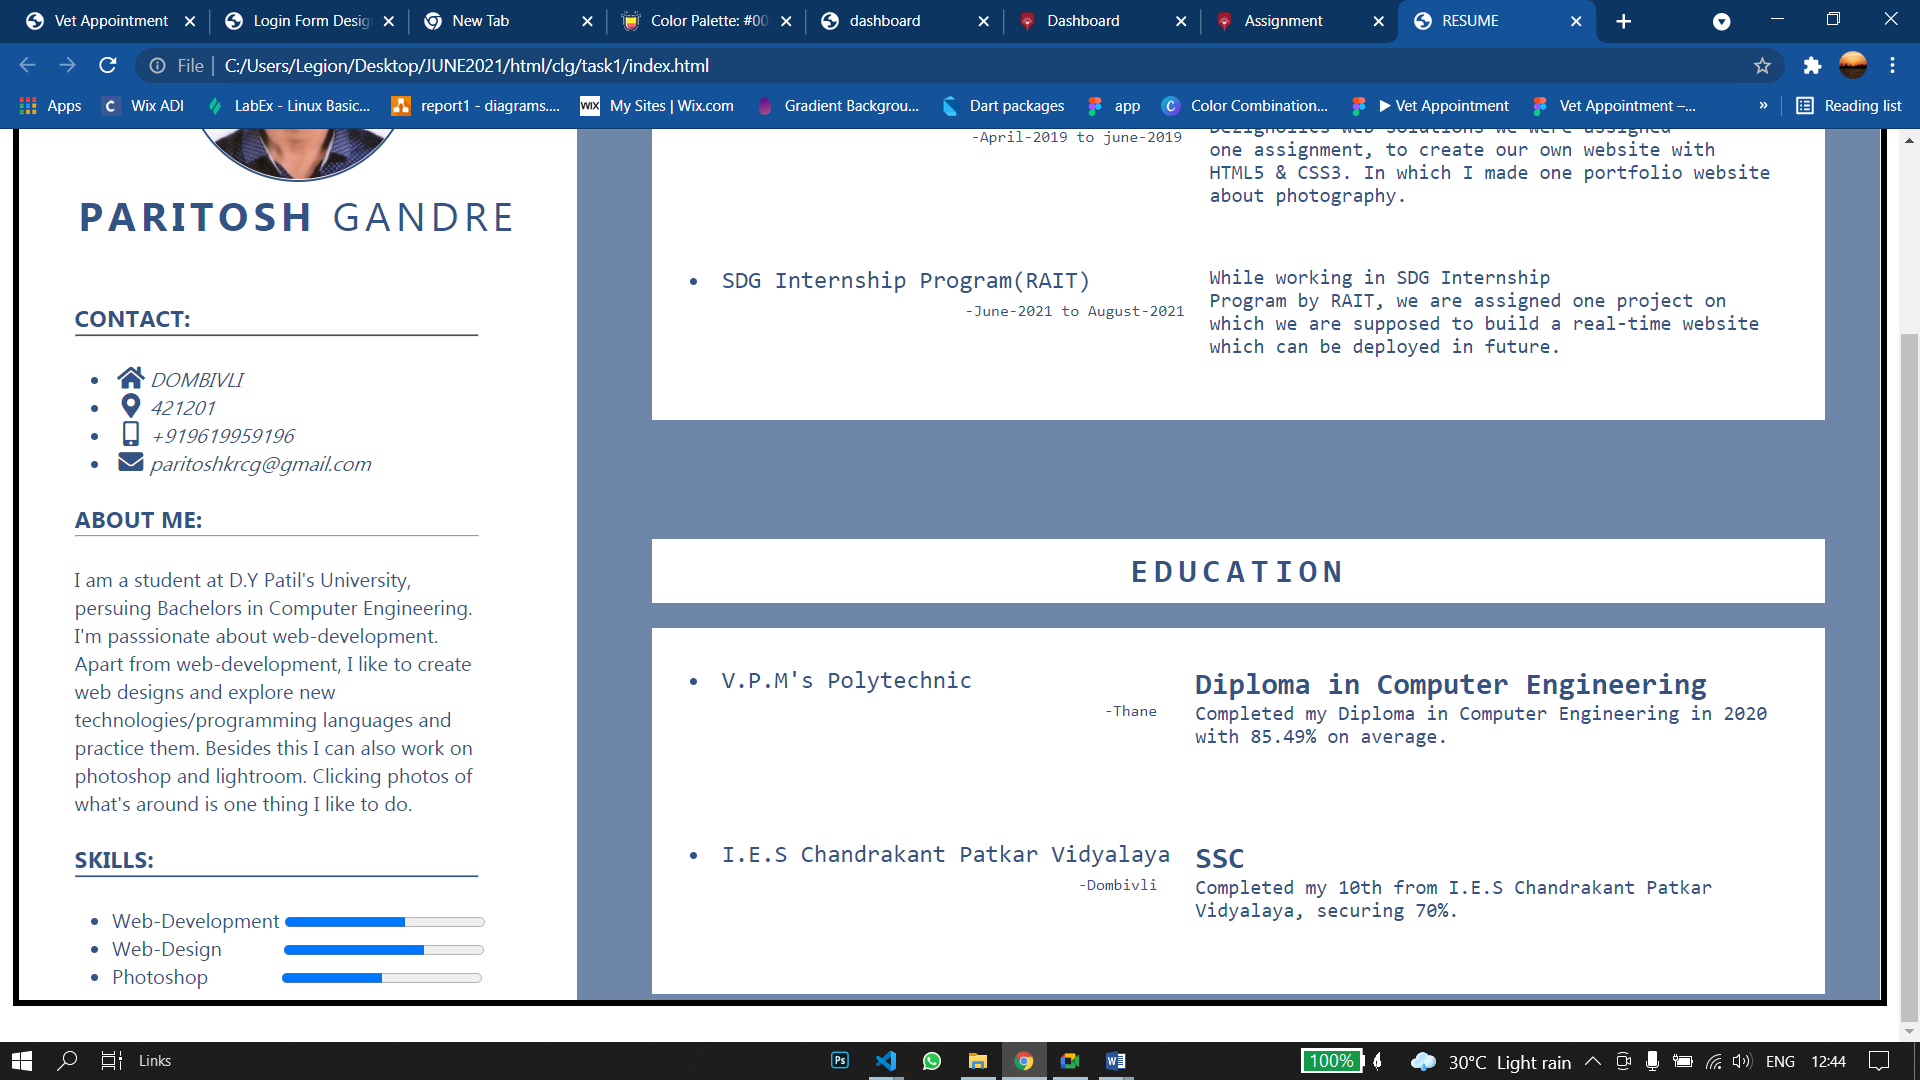 Vet Appointment
Login Form Desig
New Tab
Color Palette: #00
dashboard
Dashboard
Assignment
RESUME
File
C:/Users/Legion/Desktop/JUNE2021/html/clg/task1/index.html
Apps
Wix ADI
LabEx - Linux Basic...
report1 - diagrams....
WIX
My Sites | Wix.com
Gradient Backgrou...
Dart packages
app
Color Combination...
▶ Vet Appointment
Vet Appointment –...
»
Reading list
PARITOSH GANDRE
CONTACT:
DOMBIVLI
421201
+919619959196
paritoshkrcg@gmail.com
ABOUT ME:
I am a student at D.Y Patil's University,
persuing Bachelors in Computer Engineering.
I'm passsionate about web-development.
Apart from web-development, I like to create
web designs and explore new
technologies/programming languages and
practice them. Besides this I can also work on
photoshop and lightroom. Clicking photos of
what's around is one thing I like to do.
SKILLS:
Web-Development
Web-Design
Photoshop
-April-2019 to june-2019
Dezignolics Web Solutions we were assigned
one assignment, to create our own website with
HTML5 & CSS3. In which I made one portfolio website
about photography.
SDG Internship Program(RAIT)
-June-2021 to August-2021
While working in SDG Internship
Program by RAIT, we are assigned one project on
which we are supposed to build a real-time website
which can be deployed in future.
EDUCATION
V.P.M's Polytechnic
-Thane
Diploma in Computer Engineering
Completed my Diploma in Computer Engineering in 2020
with 85.49% on average.
I.E.S Chandrakant Patkar Vidyalaya
-Dombivli
SSC
Completed my 10th from I.E.S Chandrakant Patkar
Vidyalaya, securing 70%.
Links
Ps
100%
30°C Light rain
ENG
12:44